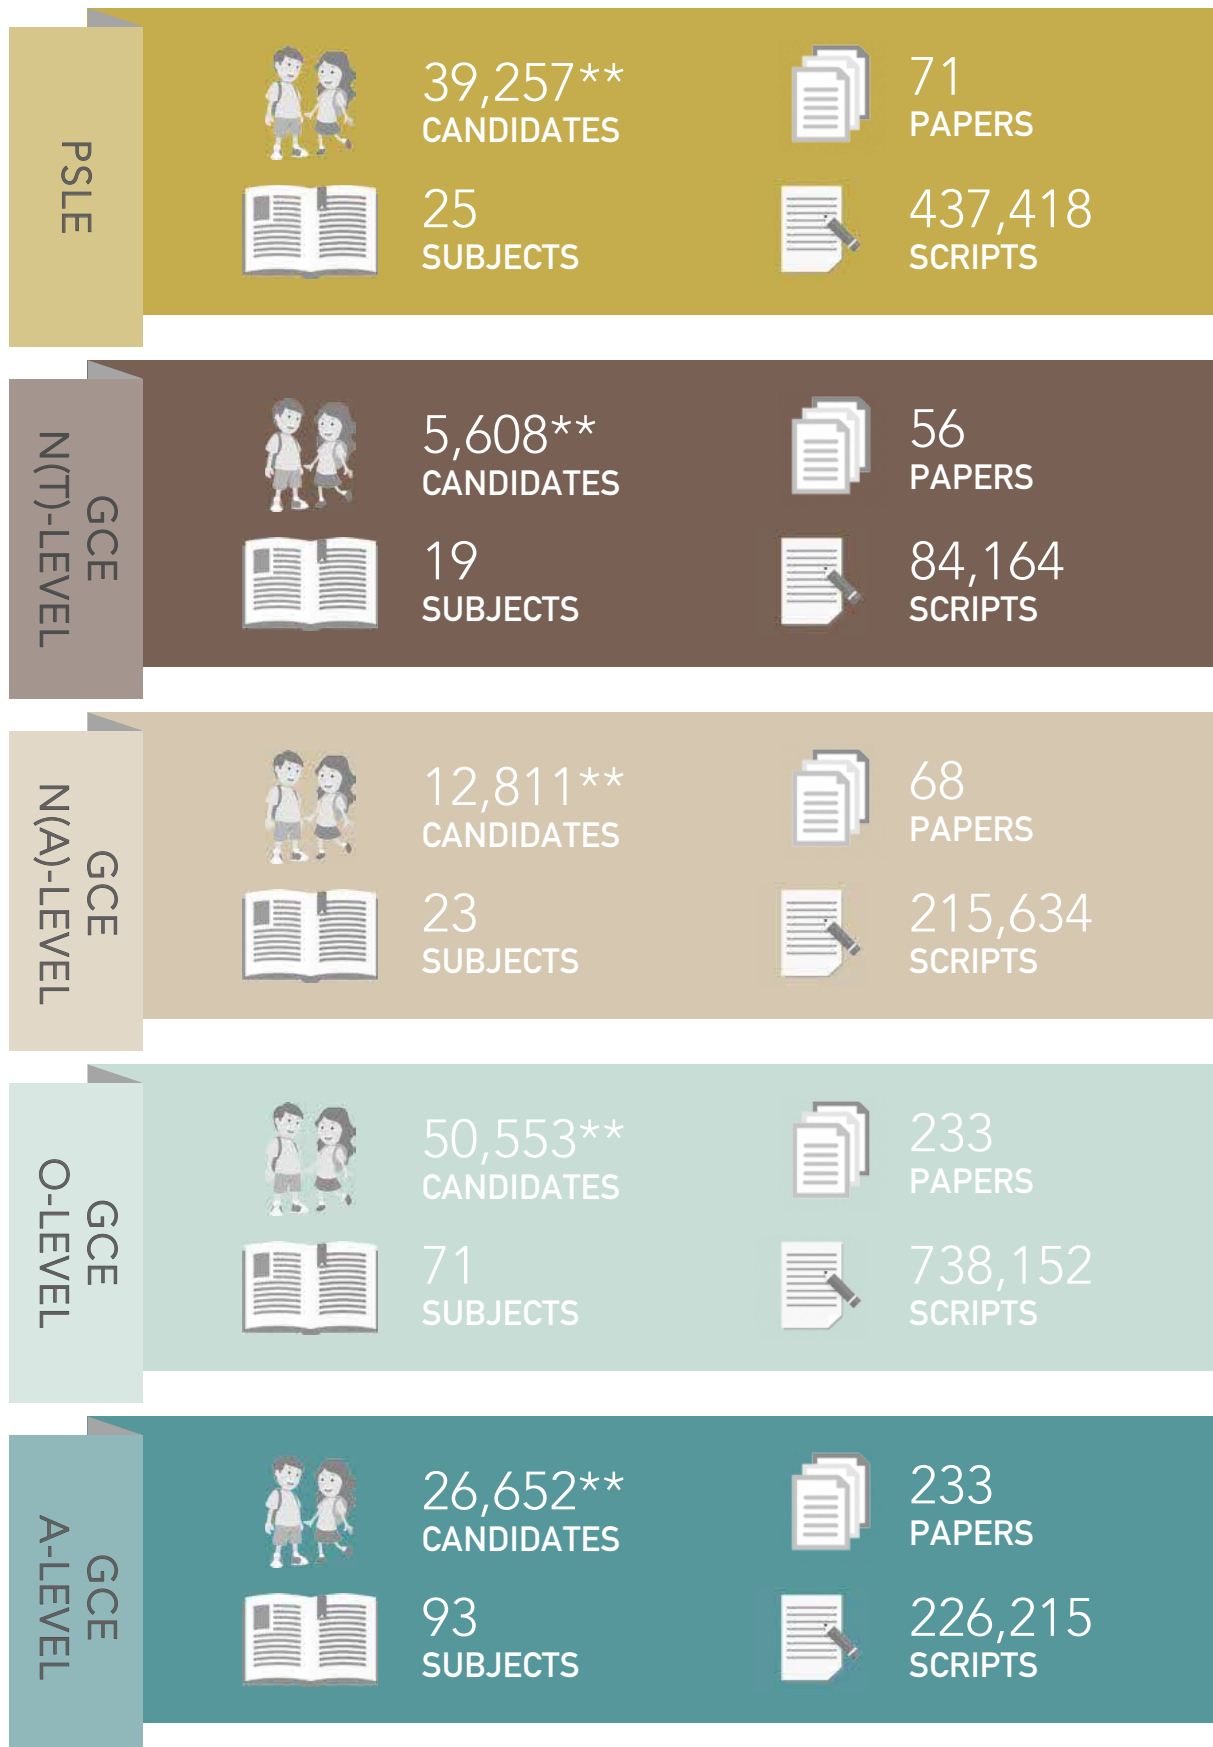 PSLE
39,257**
CANDIDATES
71
PAPERS
25
SUBJECTS
437,418
SCRIPTS
GCE
N(T)-LEVEL
5,608**
CANDIDATES
56
PAPERS
19
SUBJECTS
84,164
SCRIPTS
GCE
N(A)-LEVEL
12,811**
CANDIDATES
68
PAPERS
23
SUBJECTS
215,634
SCRIPTS
GCE
O-LEVEL
50,553**
CANDIDATES
233
PAPERS
71
SUBJECTS
738,152
SCRIPTS
GCE
A-LEVEL
26,652**
CANDIDATES
233
PAPERS
93
SUBJECTS
226,215
SCRIPTS